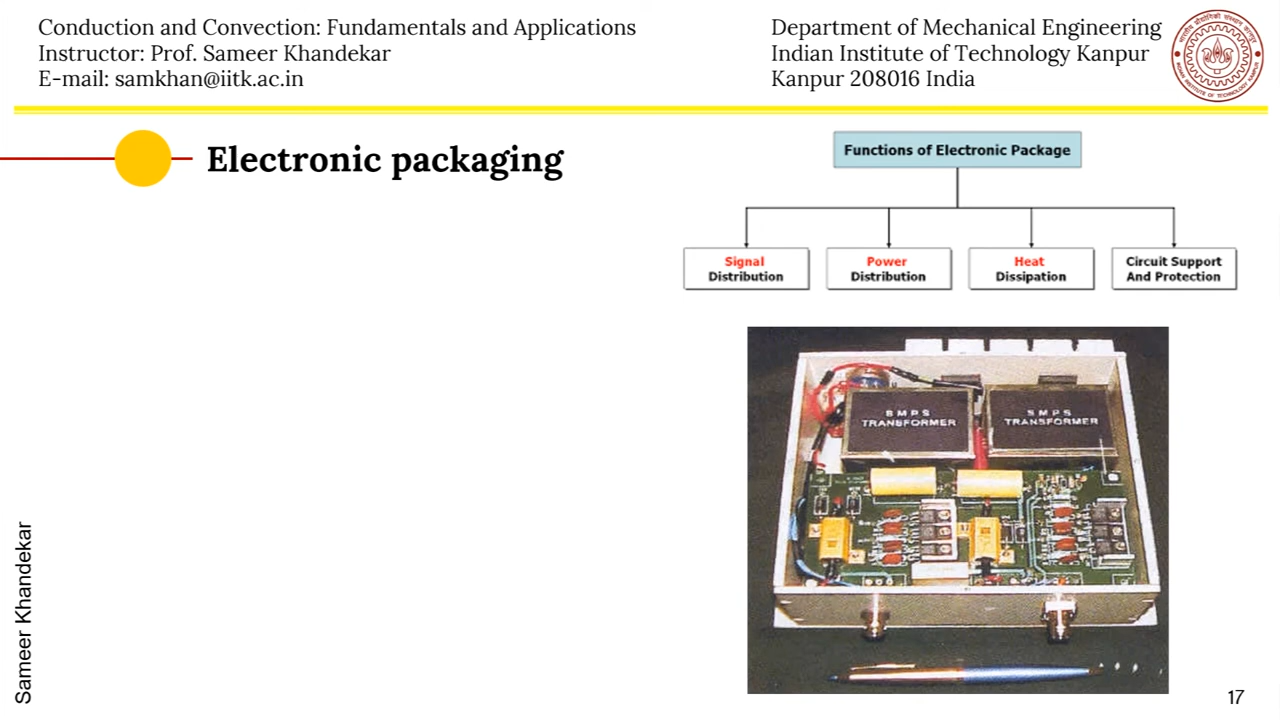 Conduction and Convection: Fundamentals and Applications
Instructor: Prof. Sameer Khandekar
E-mail: samkhan@iitk.ac.in
Department of Mechanical Engineering
Indian Institute of Technology Kanpur
Kanpur 208016 India
Electronic packaging
Functions of Electronic Package
Signal
Distribution
Power
Distribution
Heat
Dissipation
Circuit Support
And Protection
SMPS
TRANSFORMER
SMPS
TRANSFORMER
Sameer Khandekar
17